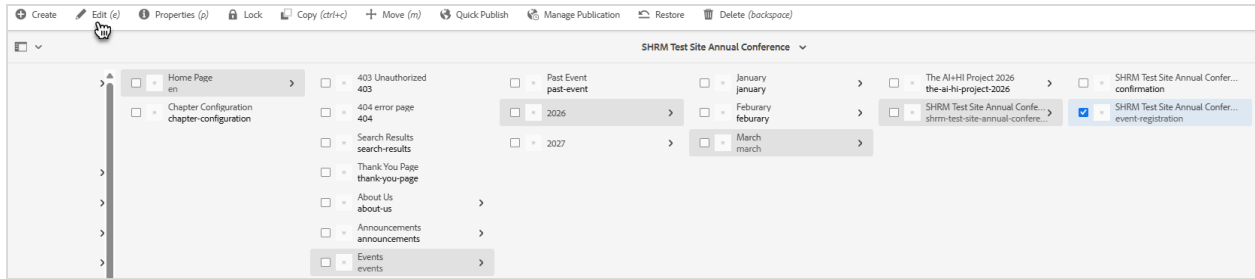 Create Edit (e) Properties (p) Lock Copy (ctrl+c) Move (m) Quick Publish Manage Publication Restore Delete (backspace)
SHRM Test Site Annual Conference
Home Page
en
Chapter Configuration
chapter-configuration
403 Unauthorized
403
404 error page
404
Search Results
search-results
Thank You Page
thank-you-page
About Us
about-us
Announcements
announcements
Events
events
Past Event
past-event
2026
2027
January
january
Feburary
feburary
March
march
The AI+HI Project 2026
the-ai-hi-project-2026
SHRM Test Site Annual Confe...
shrm-test-site-annual-confere...
SHRM Test Site Annual Confer...
confirmation
SHRM Test Site Annual Confer...
event-registration